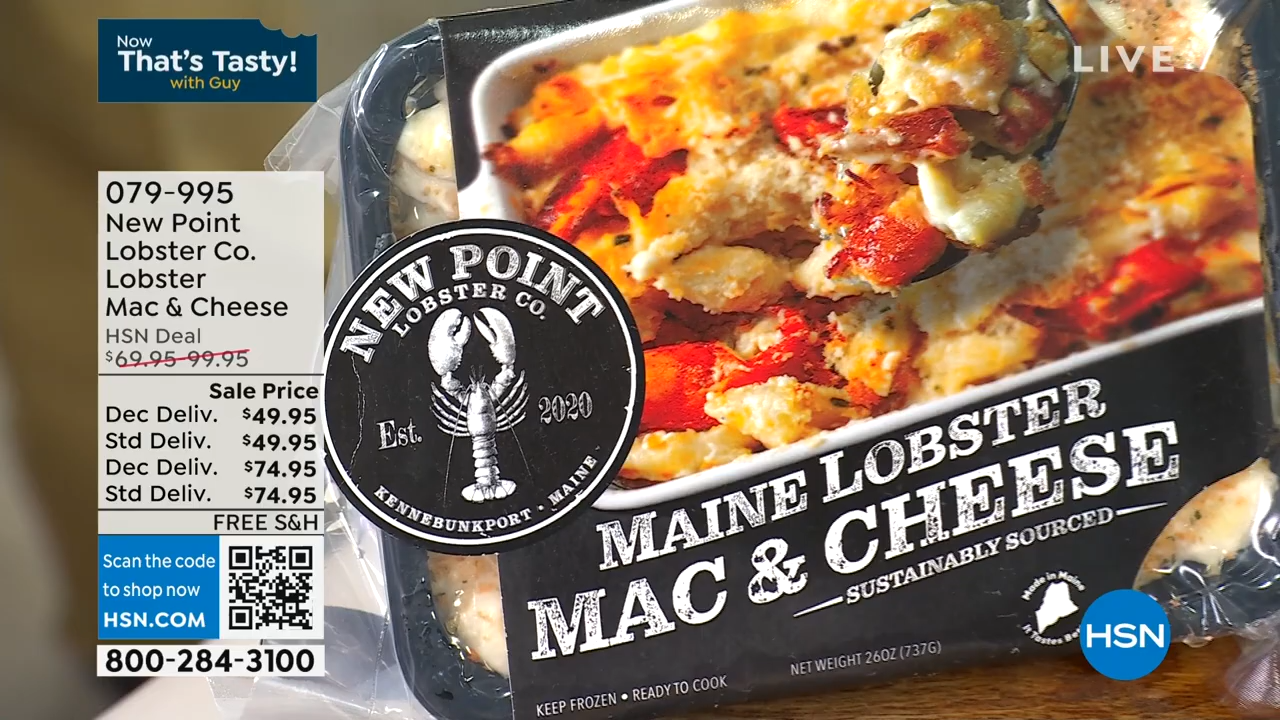 Now
That's Tasty!
with Guy
LIVE
079-995
New Point
Lobster Co.
Lobster
Mac & Cheese
HSN Deal
$69.95-99.95
Sale Price
Dec Deliv. $49.95
Std Deliv. $49.95
Dec Deliv. $74.95
Std Deliv. $74.95
FREE S&H
Scan the code
to shop now
HSN.COM
800-284-3100
NEW POINT
LOBSTER CO.
Est. 2020
KENNEBUNKPORT • MAINE
MAINE LOBSTER
MAC & CHEESE
SUSTAINABLY SOURCED
Made in Maine
It Tastes
NET WEIGHT 26OZ (737G)
KEEP FROZEN • READY TO COOK
HSN